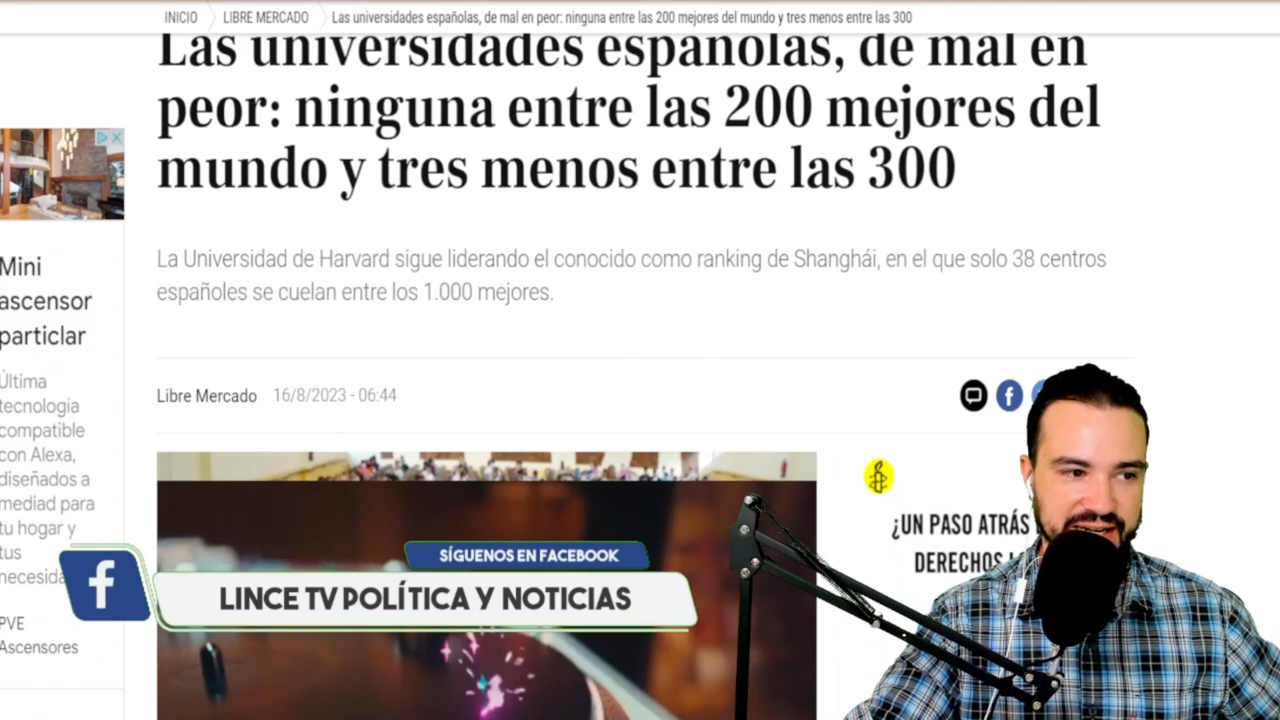 INICIO
LIBRE MERCADO
Las universidades españolas, de mal en peor: ninguna entre las 200 mejores del mundo y tres menos entre las 300
Las universidades españolas, de mal en
peor: ninguna entre las 200 mejores del
mundo y tres menos entre las 300
La Universidad de Harvard sigue liderando el conocido como ranking de Shanghái, en el que solo 38 centros
españoles se cuelan entre los 1.000 mejores.
Libre Mercado 16/8/2023 - 06:44
Mini
ascensor
particlar
Última
tecnología
compatible
con Alexa,
diseñados a
mediad para
tu hogar y
tus
necesida
PVE
Ascensores
¿UN PASO ATRÁS
DERECHOS
SÍGUENOS EN FACEBOOK
f
LINCE TV POLÍTICA Y NOTICIAS